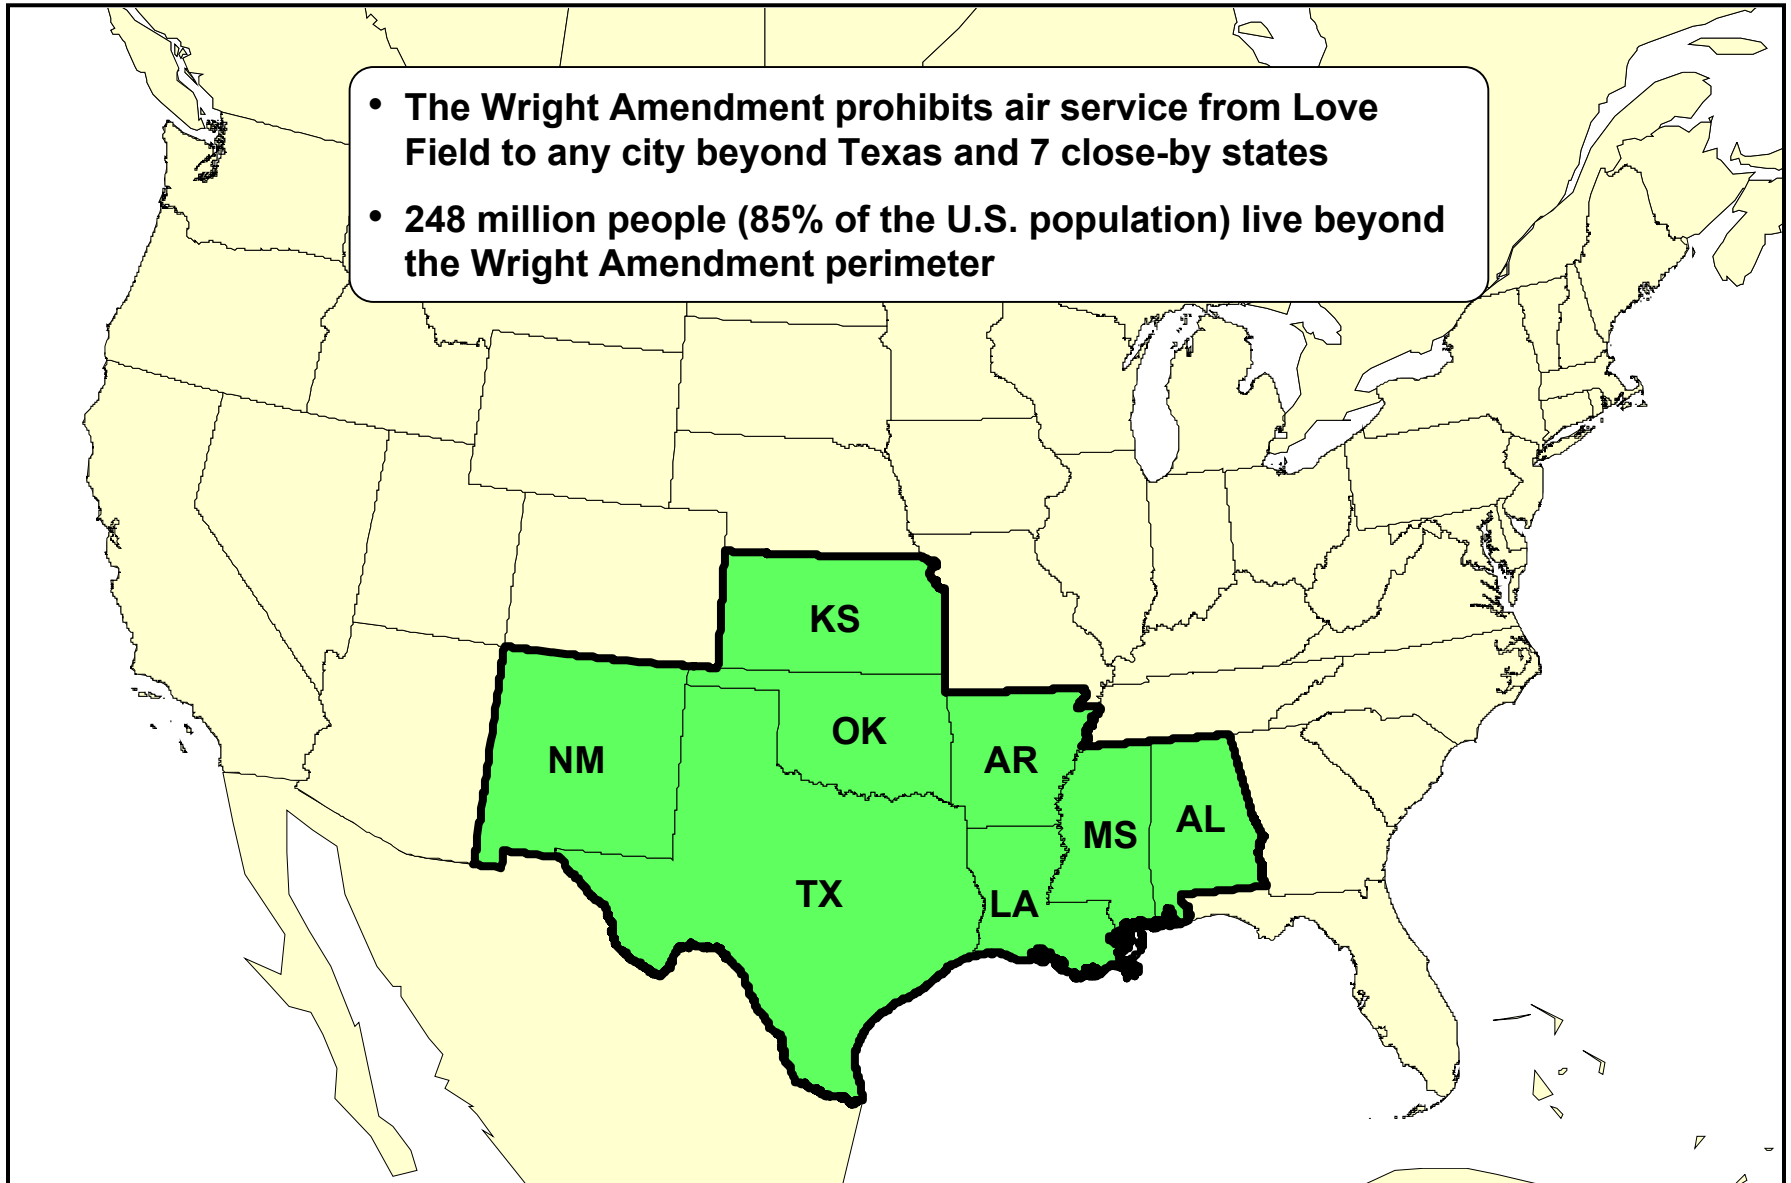 • The Wright Amendment prohibits air service from Love
Field to any city beyond Texas and 7 close-by states
• 248 million people (85% of the U.S. population) live beyond
the Wright Amendment perimeter
KS
OK
NM
AR
AL
MS
TX
LA